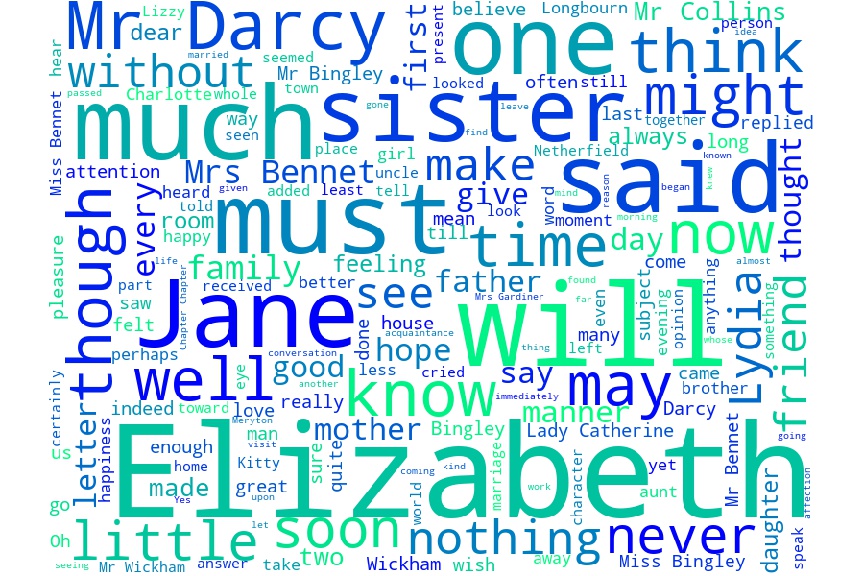 Mr Darcy
Lizzy
dear
first
present
one
believe
Longbourn
Mr Collins
person
idea
think
hear
married
seemed
without
Mr Bingley
looked
often
still
might
Miss Bennet
passed
Charlotte
whole
town
much
sister
gone
leave
last
together
replied
way
seen
find
always
long
place
girl
Netherfield
said
known
thought
attention
Mrs Bennet
uncle
make
knew
every
heard
given
added
least
tell
give
word
mind
reason
began
though
told
room
happy
must
mean
look
moment
morning
till
time
day
now
pleasure
life
family
feeling
father
come
almost
part
received
better
see
Mrs Gardiner
found
for
even
subject
evening
opinion
anything
Lydia
something
friend
saw
felt
Chapter Chapter
Jane
house
acquaintance
will
many
whose
perhaps
done
hope
thing
left
conversation
well
eye
good
less
cried
say
may
came
brother
certainly
another
know
immediately
letter
happiness
indeed
toward
love
really
manner
Darcy
going
Meryton
us
man
visit
mother
Bingley
Lady Catherine
Mr Bennet
enough
Kitty
sure
quite
marriage
character
yet
home
made
great
coming
kind
aunt
daughter
affection
Elizabeth
Yes
upon
world
work
go
let
Oh
little
soon
nothing
never
speak
two
away
seeing
Mr Wickham
answer
take
Wickham
wish
Miss Bingley